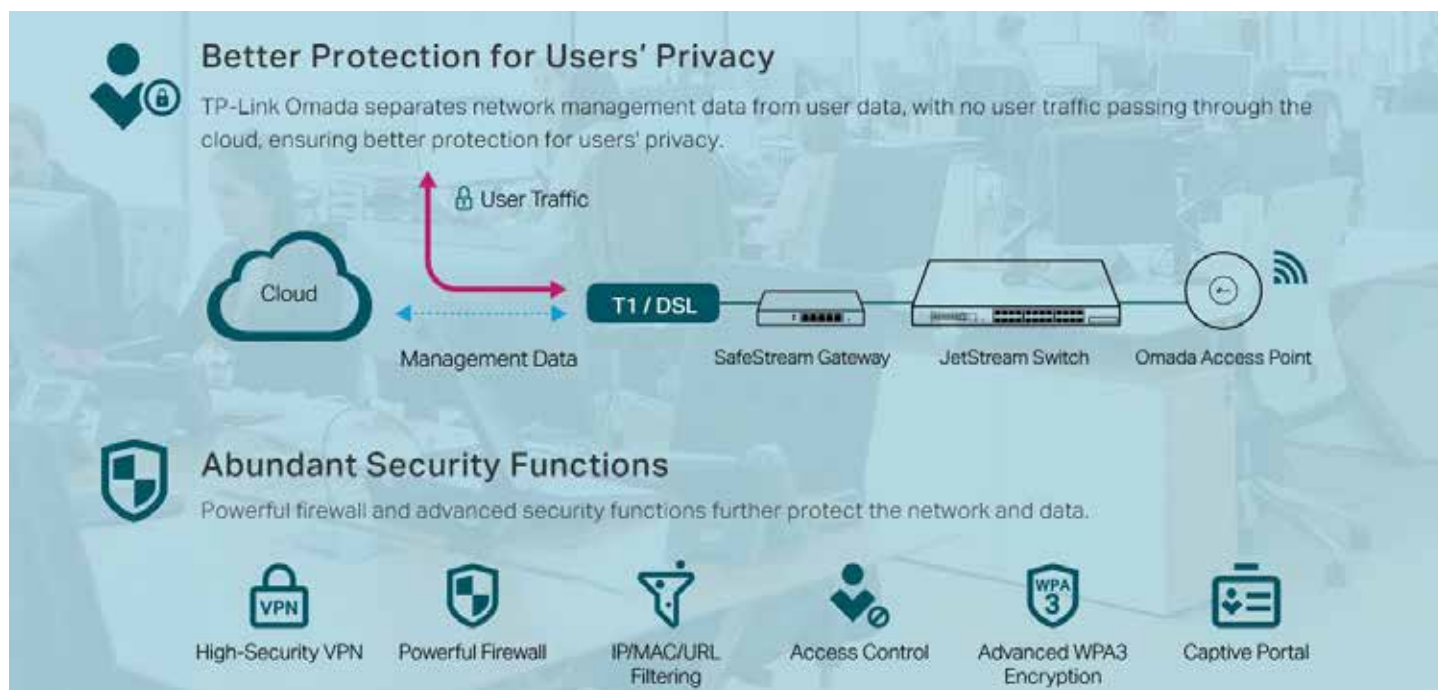 Better Protection for Users' Privacy
TP-Link Omada separates network management data from user data, with no user traffic passing through the
cloud, ensuring better protection for users' privacy.
User Traffic
Cloud
T1 / DSL
Management Data
SafeStream Gateway
JetStream Switch
Omada Access Point
Abundant Security Functions
Powerful firewall and advanced security functions further protect the network and data.
VPN
WPA
3
High-Security VPN
Powerful Firewall
IP/MAC/URL
Filtering
Access Control
Advanced WPA3
Encryption
Captive Portal